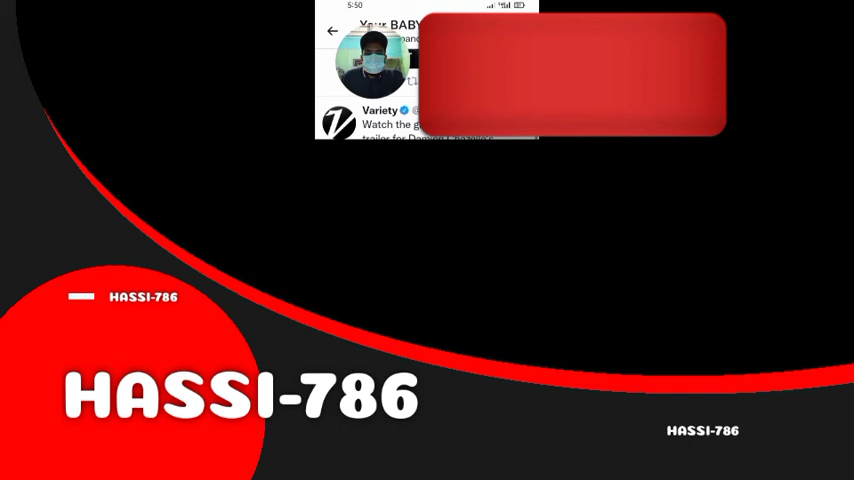 5:50
Your BABY
Variety
Watch the
trailer for
HASSI-786
HASSI-786
HASSI-786